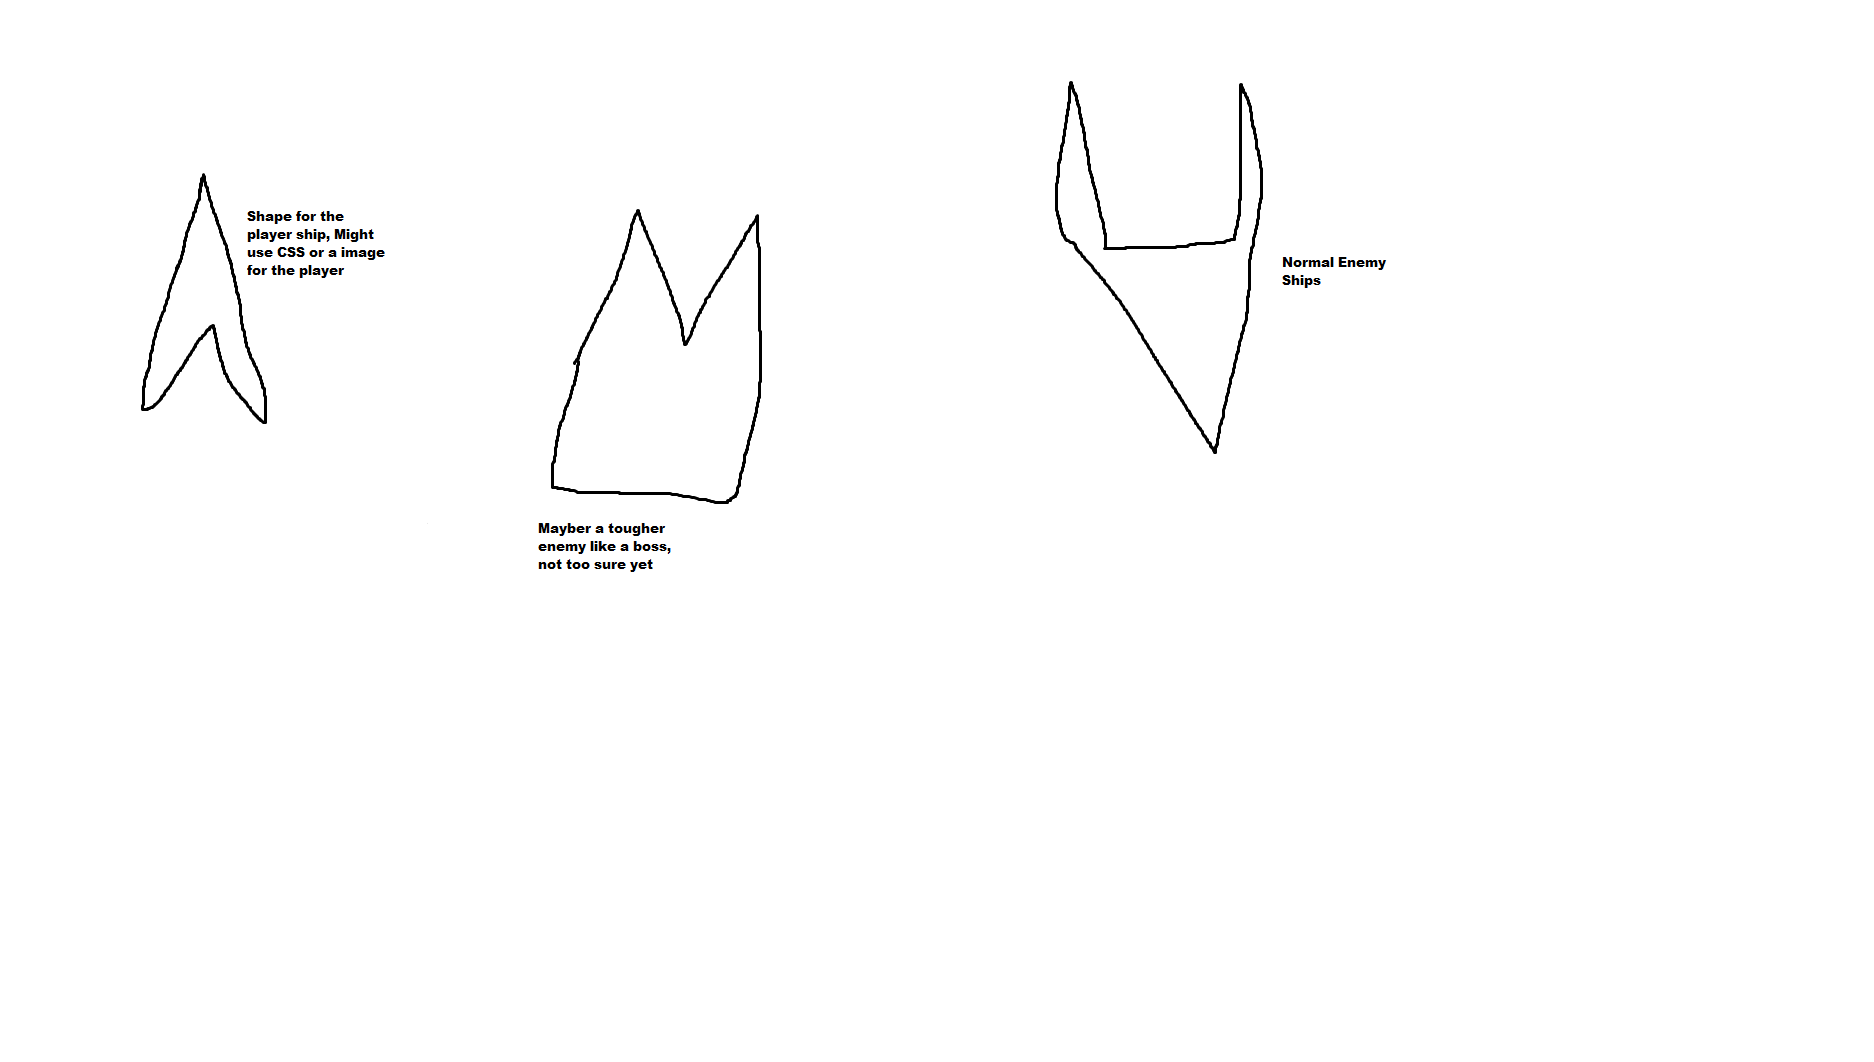 Shape for the
player ship, Might
use CSS or a image
for the player
Mayber a tougher
enemy like a boss,
not too sure yet
Normal Enemy
Ships